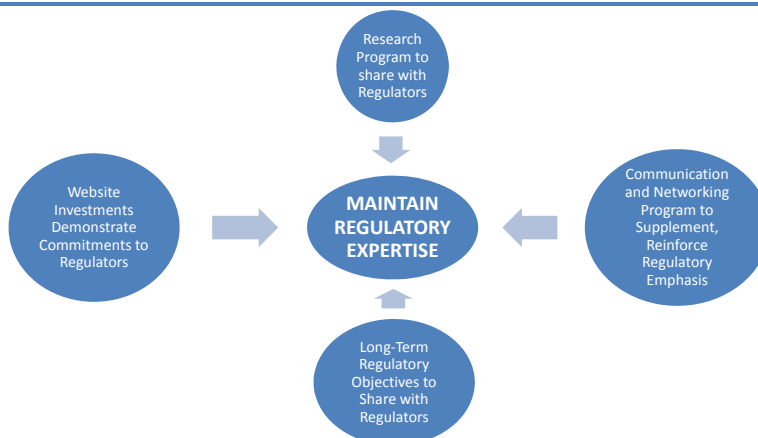 Research
Program to
share with
Regulators
Website
Investments
Demonstrate
Commitments to
Regulators
MAINTAIN
REGULATORY
EXPERTISE
Communication
and Networking
Program to
Supplement,
Reinforce
Regulatory
Emphasis
Long-Term
Regulatory
Objectives to
Share with
Regulators